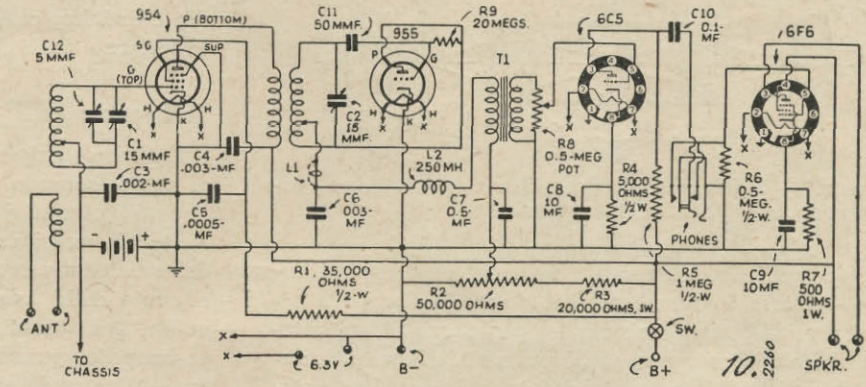 954
P (BOTTOM)
SG
SUP
G
(TOP)
H
K
H
X
X
C12
5 MMF.
C1
15 MMF
C3
.002-MF
C4
.003-MF
C5
.0005-
MF
- +
ANT
TO
CHASSIS
C11
50 MMF.
955
P
G
H
K
H
X
X
R9
20 MEGS.
C2
15
MMF.
L1
L2
250 MH
C6
.003-
MF
C7
0.5-
MF
T1
R8
0.5-MEG
POT
C8
10
MF
R1, 35,000
OHMS
1/2-W
R2
50,000 OHMS
R3
20,000 OHMS, 1W.
X
X
6.3V
B-
6C5
X
X
R4
5,000
OHMS
1/2W
R5
1 MEG
1/2-W
C10
0.1-
MF
PHONES
6F6
X
X
R6
0.5-
MEG.
1/2-W.
C9
10MF
R7
500
OHMS
1W.
SW.
B+
SPK'R.
10.
2260